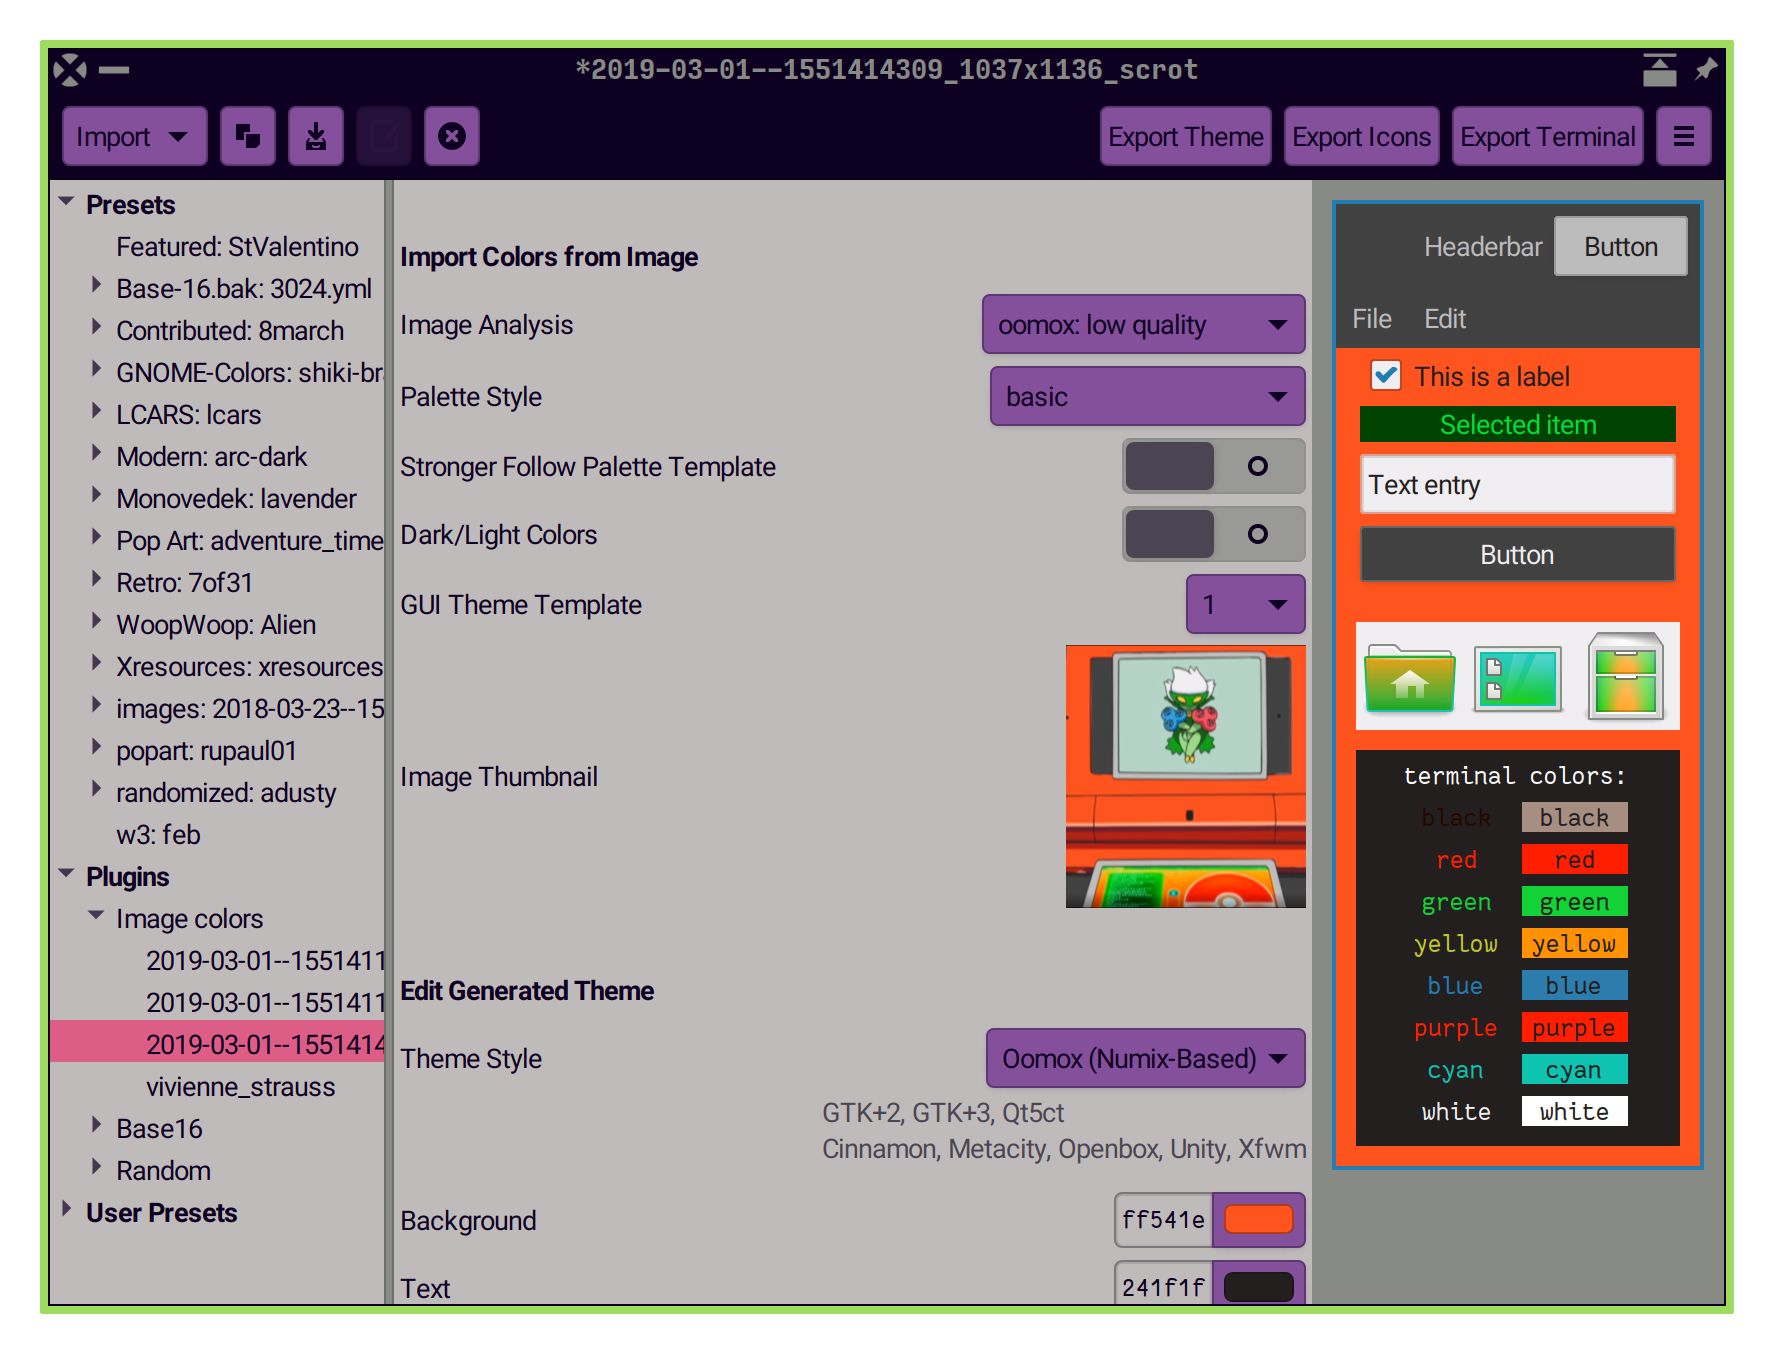 *2019-03-01--1551414309_1037x1136_scrot
Import
Export Theme
Export Icons
Export Terminal
Presets
Featured: StValentino
Base-16.bak: 3024.yml
Contributed: 8march
GNOME-Colors: shiki-br
LCARS: lcars
Modern: arc-dark
Monovedek: lavender
Pop Art: adventure_time
Retro: 7of31
WoopWoop: Alien
Xresources: xresources
images: 2018-03-23--15
popart: rupaul01
randomized: adusty
w3: feb
Plugins
Image colors
2019-03-01--1551411
2019-03-01--1551411
2019-03-01--1551414
vivienne_strauss
Base16
Random
User Presets
Import Colors from Image
Image Analysis
oomox: low quality
Palette Style
basic
Stronger Follow Palette Template
Dark/Light Colors
GUI Theme Template
1
Image Thumbnail
Edit Generated Theme
Theme Style
Oomox (Numix-Based)
GTK+2, GTK+3, Qt5ct
Cinnamon, Metacity, Openbox, Unity, Xfwm
Background
ff541e
Text
241f1f
Headerbar
Button
File Edit
This is a label
Selected item
Text entry
Button
terminal colors:
black black
red red
green green
yellow yellow
blue blue
purple purple
cyan cyan
white white